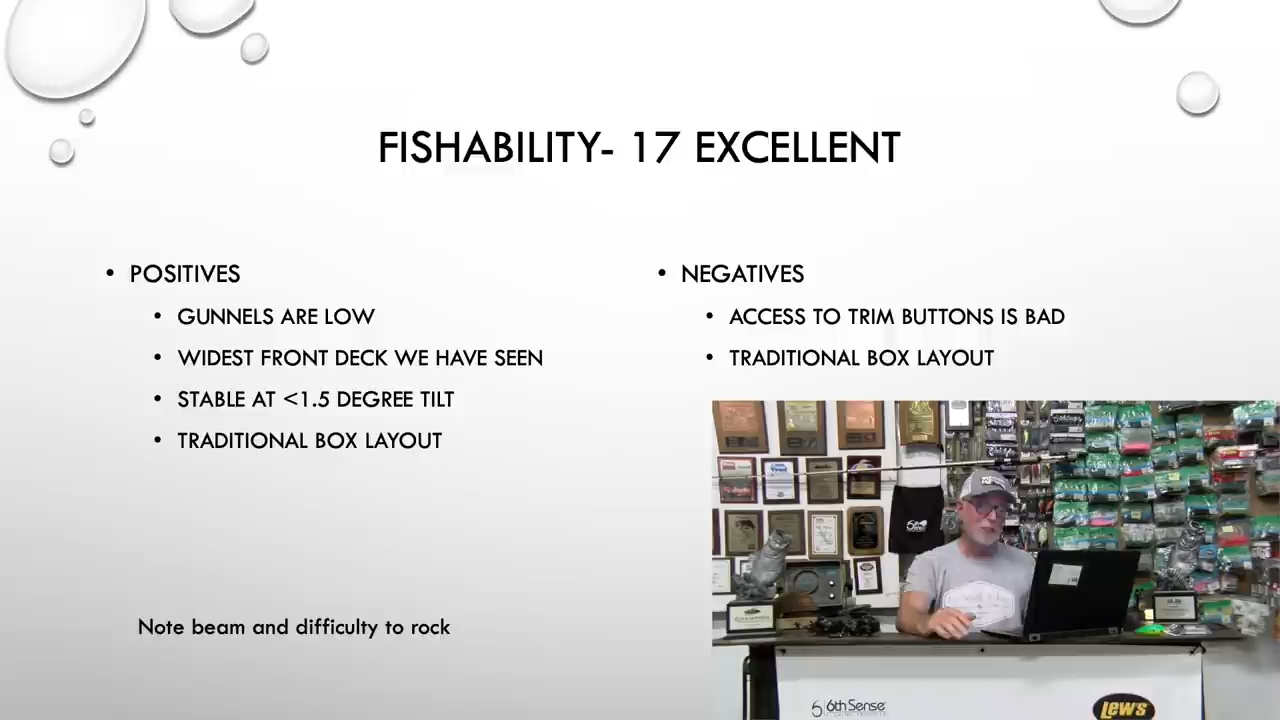 FISHABILITY- 17 EXCELLENT
• POSITIVES
• GUNNELS ARE LOW
• WIDEST FRONT DECK WE HAVE SEEN
• STABLE AT <1.5 DEGREE TILT
• TRADITIONAL BOX LAYOUT
Note beam and difficulty to rock
• NEGATIVES
• ACCESS TO TRIM BUTTONS IS BAD
• TRADITIONAL BOX LAYOUT
6th Sense
LEW'S